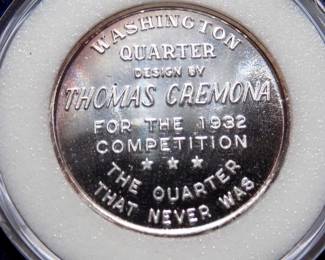 WASHINGTON
QUARTER
DESIGN BY
THOMAS CREMONA
FOR THE 1932
COMPETITION
★ ★ ★
THE QUARTER
THAT NEVER WAS